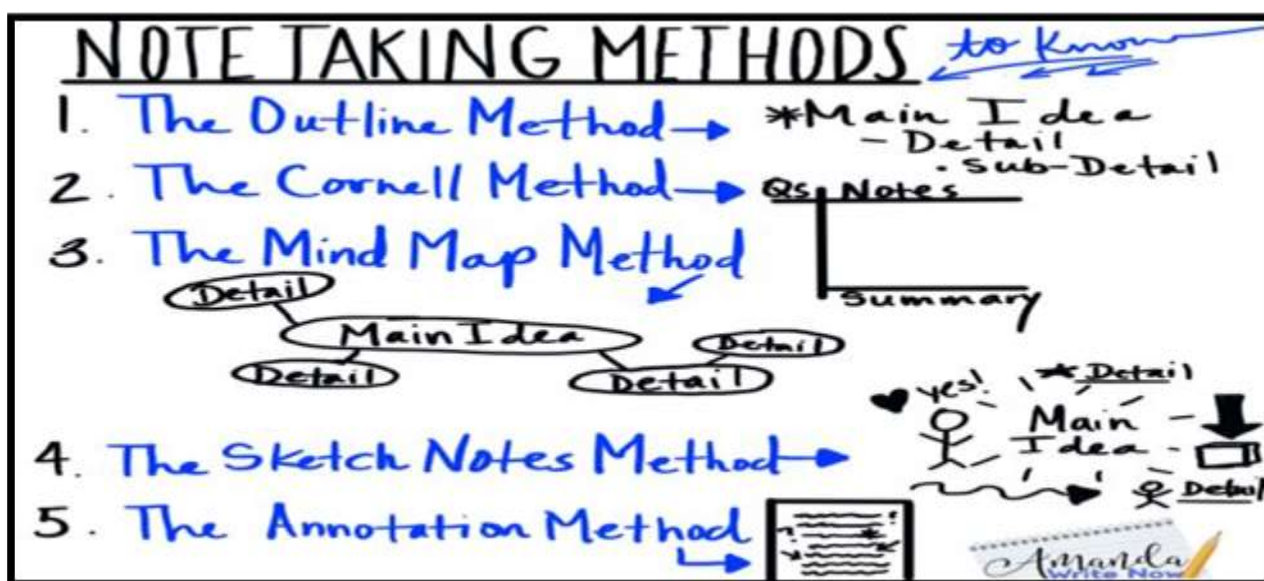 NOTE TAKING METHODS to Know
1. The Outline Method
*Main Idea
- Detail
• Sub-Detail
2. The Cornell Method
Qs Notes
Summary
3. The Mind Map Method
Detail
Main Idea
Detail
Detail
Detail
4. The Sketch Notes Method
yes! * Detail
Main
Idea
Detail
5. The Annotation Method
? !
*
Amanda
Write Now